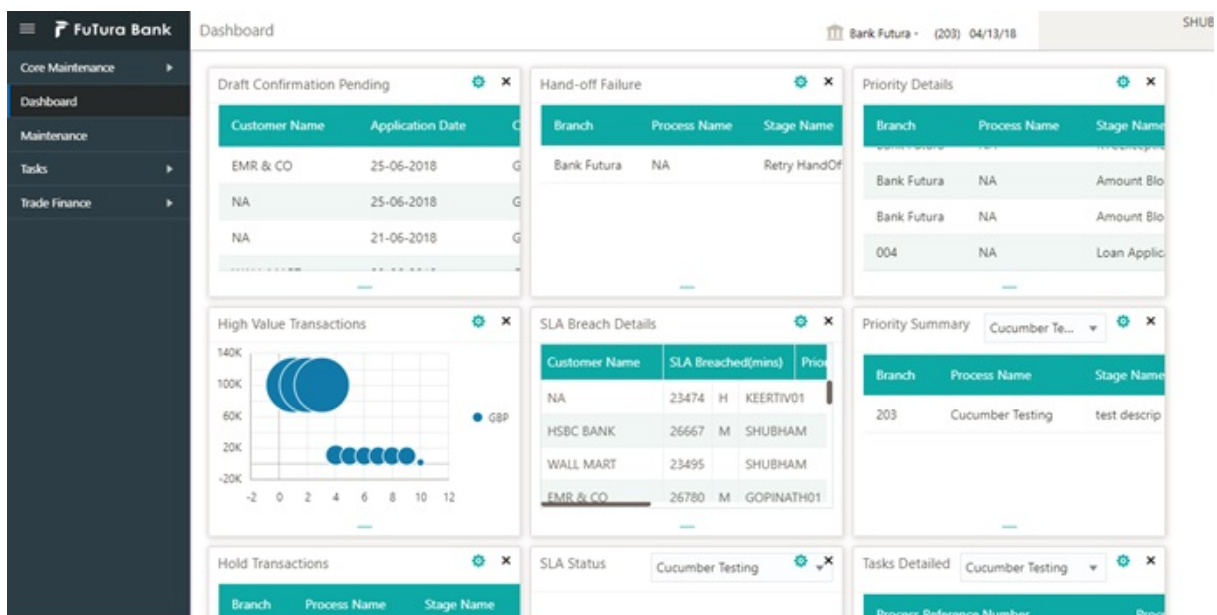 FuTura Bank
Dashboard
Bank Futura - (203) 04/13/18
SHUB
Core Maintenance
Dashboard
Maintenance
Tasks
Trade Finance
Draft Confirmation Pending
Customer Name Application Date C
EMR & CO 25-06-2018 G
NA 25-06-2018 G
NA 21-06-2018 G
Hand-off Failure
Branch Process Name Stage Name
Bank Futura NA Retry HandOf
Priority Details
Branch Process Name Stage Name
Bank Futura NA Amount Blo
Bank Futura NA Amount Blo
004 NA Loan Applic
High Value Transactions
140K
100K
60K
20K
-20K
-2 0 2 4 6 8 10 12
GBP
SLA Breach Details
Customer Name SLA Breached(mins) Prior
NA 23474 H KEERTIV01
HSBC BANK 26667 M SHUBHAM
WALL MART 23495 SHUBHAM
EMR & CO 26780 M GOPINATH01
Priority Summary Cucumber Te...
Branch Process Name Stage Name
203 Cucumber Testing test descrip
Hold Transactions
Branch Process Name Stage Name
SLA Status Cucumber Testing
Tasks Detailed Cucumber Testing
Process Reference Number Proce